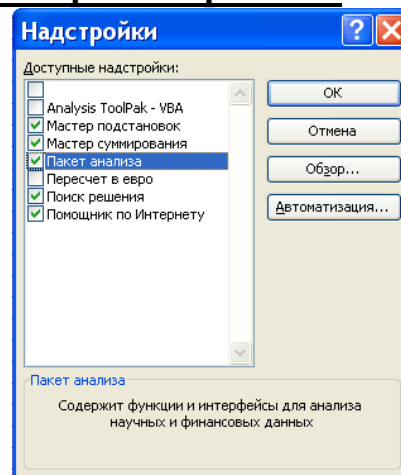 Надстройки
Доступные надстройки:
Analysis ToolPak - VBA
Мастер подстановок
Мастер суммирования
Пакет анализа
Пересчет в евро
Поиск решения
Помощник по Интернету
ОК
Отмена
Обзор...
Автоматизация...
Пакет анализа
Содержит функции и интерфейсы для анализа
научных и финансовых данных